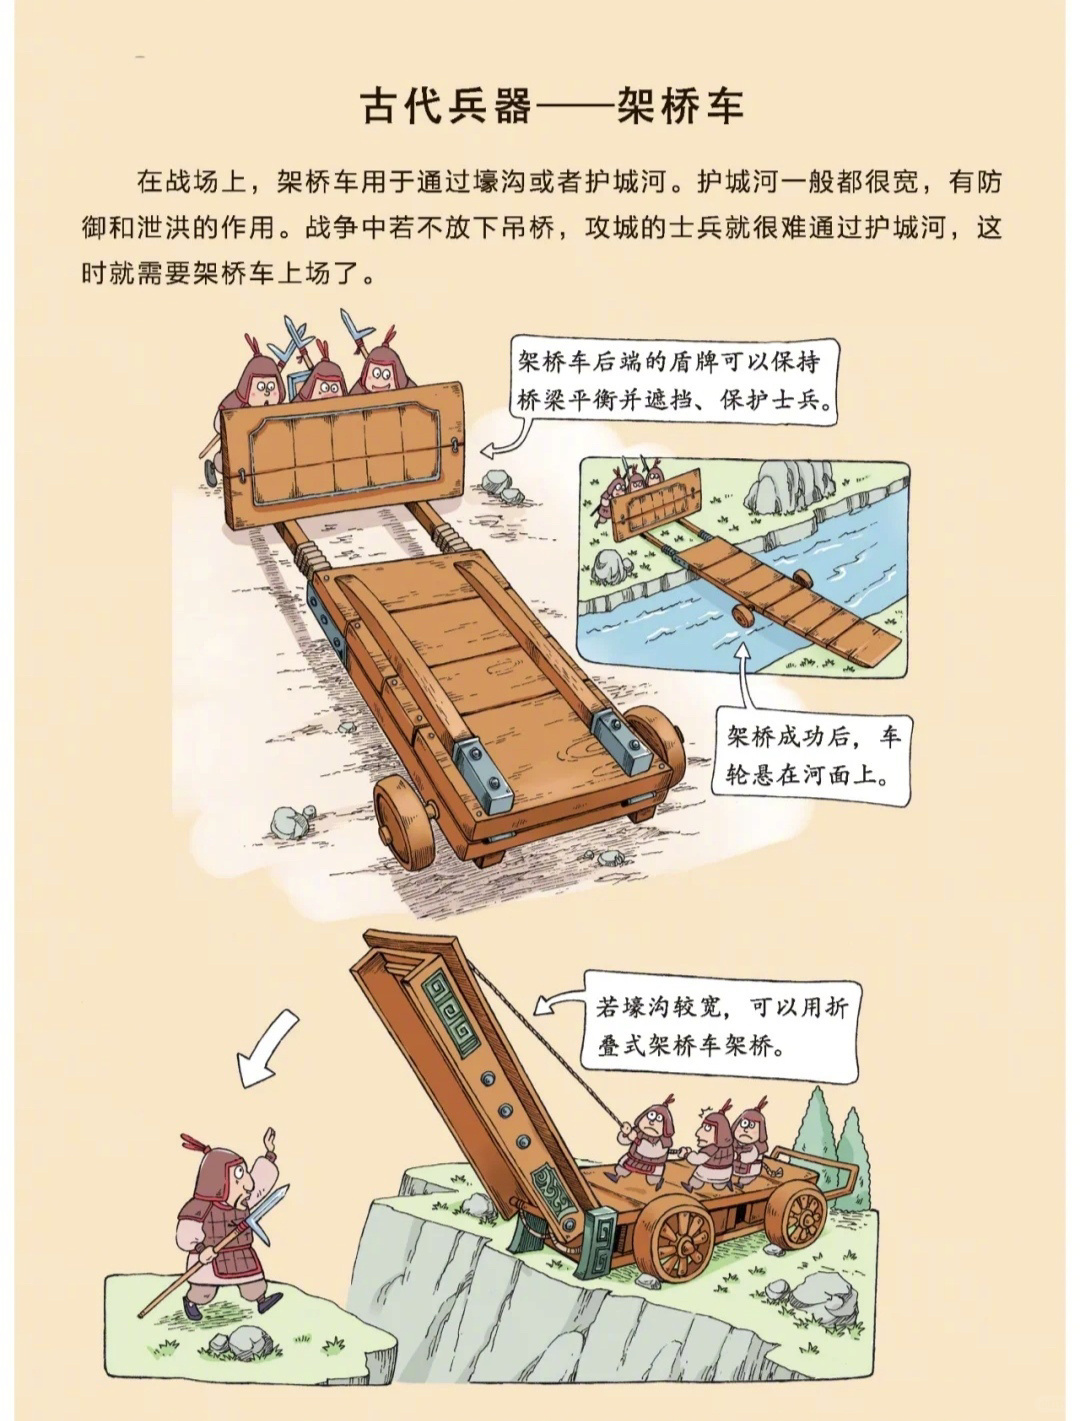 古代兵器——架桥车
在战场上，架桥车用于通过壕沟或者护城河。护城河一般都很宽，有防
御和泄洪的作用。战争中若不放下吊桥，攻城的士兵就很难通过护城河，这
时就需要架桥车上场了。
架桥车后端的盾牌可以保持
桥梁平衡并遮挡、保护士兵。
架桥成功后，车
轮悬在河面上。
若壕沟较宽，可以用折
叠式架桥车架桥。